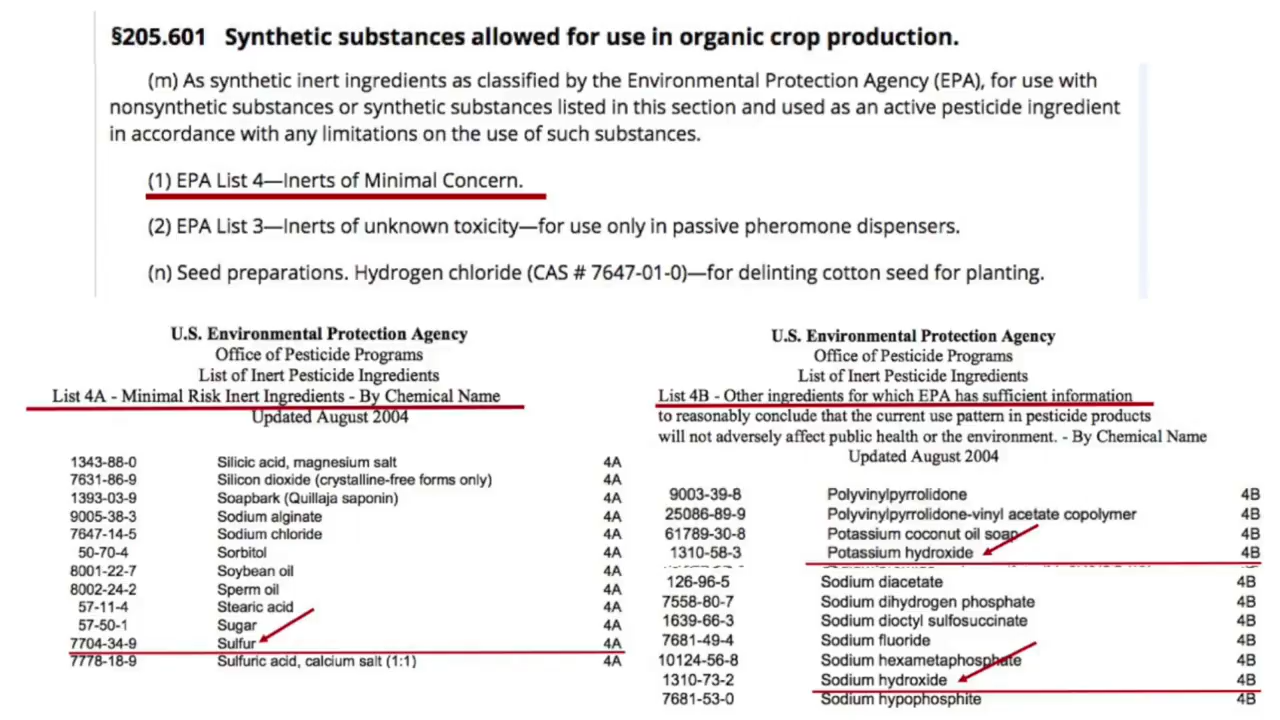 §205.601 Synthetic substances allowed for use in organic crop production.
(m) As synthetic inert ingredients as classified by the Environmental Protection Agency (EPA), for use with
nonsynthetic substances or synthetic substances listed in this section and used as an active pesticide ingredient
in accordance with any limitations on the use of such substances.
(1) EPA List 4—Inerts of Minimal Concern.
(2) EPA List 3—Inerts of unknown toxicity—for use only in passive pheromone dispensers.
(n) Seed preparations. Hydrogen chloride (CAS # 7647-01-0)—for delinting cotton seed for planting.
U.S. Environmental Protection Agency
Office of Pesticide Programs
List of Inert Pesticide Ingredients
List 4A - Minimal Risk Inert Ingredients - By Chemical Name
Updated August 2004
1343-88-0 Silicic acid, magnesium salt 4A
7631-86-9 Silicon dioxide (crystalline-free forms only) 4A
1393-03-9 Soapbark (Quillaja saponin) 4A
9005-38-3 Sodium alginate 4A
7647-14-5 Sodium chloride 4A
50-70-4 Sorbitol 4A
8001-22-7 Soybean oil 4A
8002-24-2 Sperm oil 4A
57-11-4 Stearic acid 4A
57-50-1 Sugar 4A
7704-34-9 Sulfur 4A
7778-18-9 Sulfuric acid, calcium salt (1:1) 4A
U.S. Environmental Protection Agency
Office of Pesticide Programs
List of Inert Pesticide Ingredients
List 4B - Other ingredients for which EPA has sufficient information
to reasonably conclude that the current use pattern in pesticide products
will not adversely affect public health or the environment. - By Chemical Name
Updated August 2004
9003-39-8 Polyvinylpyrrolidone 4B
25086-89-9 Polyvinylpyrrolidone-vinyl acetate copolymer 4B
61789-30-8 Potassium coconut oil soap 4B
1310-58-3 Potassium hydroxide 4B
126-96-5 Sodium diacetate 4B
7558-80-7 Sodium dihydrogen phosphate 4B
1639-66-3 Sodium dioctyl sulfosuccinate 4B
7681-49-4 Sodium fluoride 4B
10124-56-8 Sodium hexametaphosphate 4B
1310-73-2 Sodium hydroxide 4B
7681-53-0 Sodium hypophosphite 4B